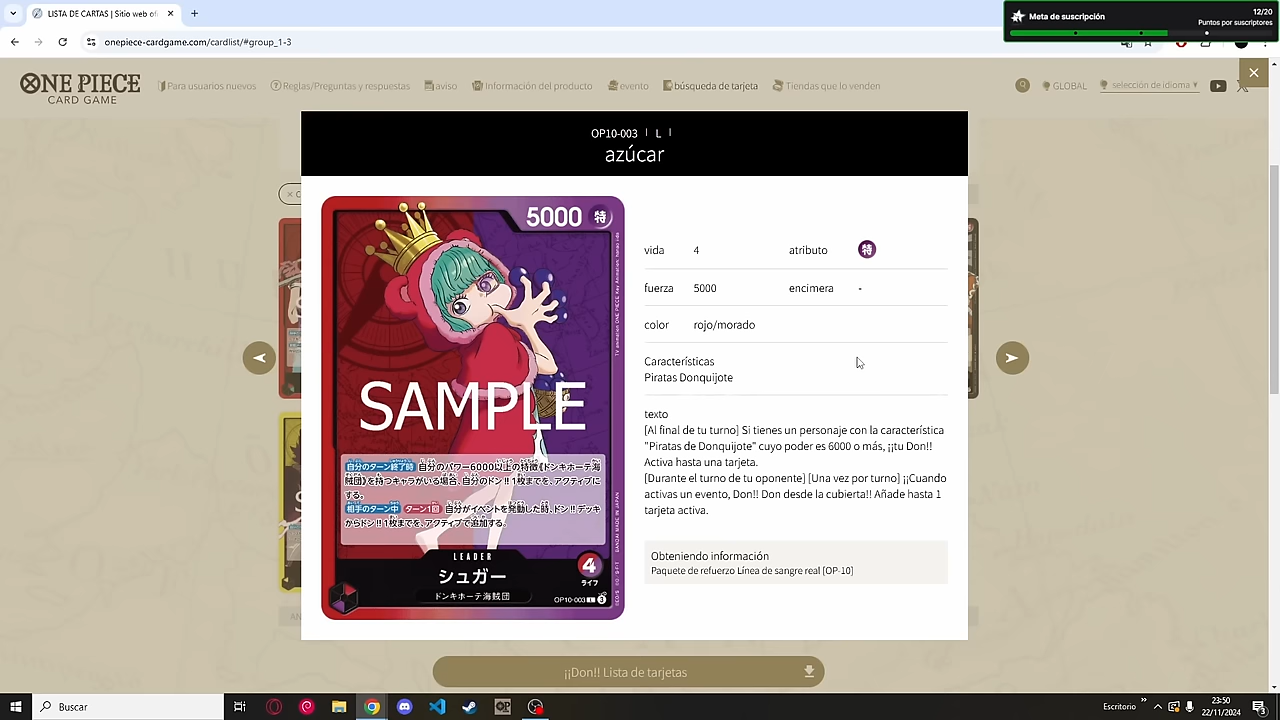 LISTA DE CARTAS | Sitio web of
onepiece-cardgame.com/cardlist/#group_1-3
Meta de suscripción
12/20
Puntos por suscriptores
ONE PIECE
CARD GAME
Para usuarios nuevos
Reglas/Preguntas y respuestas
Información del producto
evento
búsqueda de tarjeta
Tiendas que lo venden
GLOBAL
selección de idioma
OP10-003 | L |
azúcar
5000 特
SAMPLE
自分のターン終了時 自分のパワー6000以上の特徴《ドンキホーテ海
賊団》を持つキャラがいる場合、自分のドン!!1枚までを、アクティブに
する。
相手のターン中 ターン1回 自分がイベントを発動した時、ドン!!デッキ
からドン!!1枚までを、アクティブで追加する。
LEADER
シュガー
ドンキホーテ海賊団
4
ライフ
OP10-003 L
vida 4 atributo 特
fuerza 5000 encimera -
color rojo/morado
Características
Piratas Donquijote
texto
[Al final de tu turno] Si tienes un personaje con la característica
"Piratas de Donquijote" cuyo poder es 6000 o más, ¡¡tu Don!!
Activa hasta una tarjeta.
[Durante el turno de tu oponente] [Una vez por turno] ¡¡Cuando
activas un evento, Don!! Don desde la cubierta!! Añade hasta 1
tarjeta activa.
Obteniendo información
Paquete de refuerzo Línea de sangre real [OP-10]
¡¡Don!! Lista de tarjetas
Buscar
Escritorio
23:50
22/11/2024